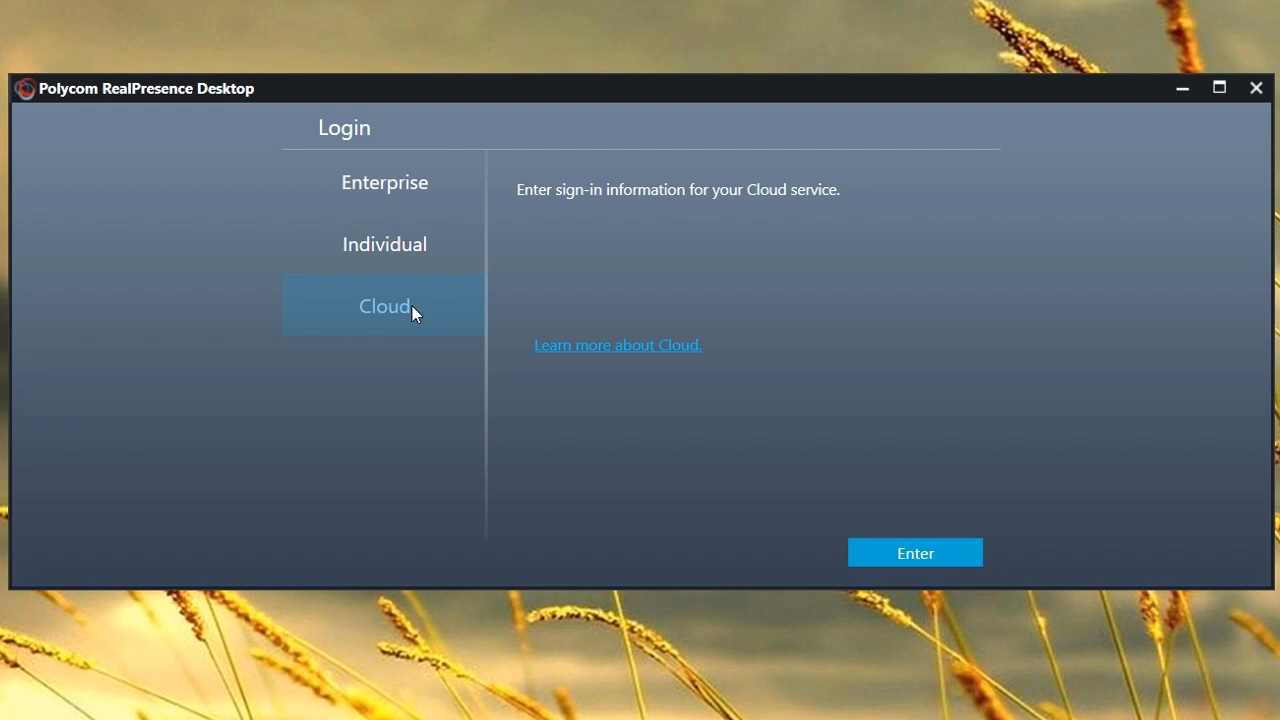 Polycom RealPresence Desktop
Login
Enterprise
Individual
Cloud
Enter sign-in information for your Cloud service.
Learn more about Cloud.
Enter